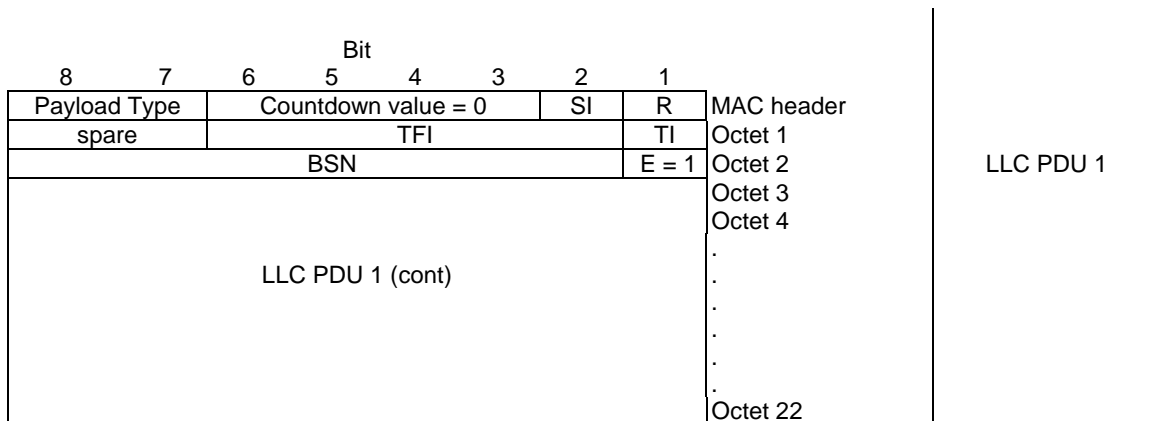 Bit
8 7 6 5 4 3 2 1
Payload Type Countdown value = 0 SI R MAC header
spare TFI TI Octet 1
BSN E = 1 Octet 2 LLC PDU 1
Octet 3
Octet 4
.
LLC PDU 1 (cont) .
.
.
.
.
Octet 22